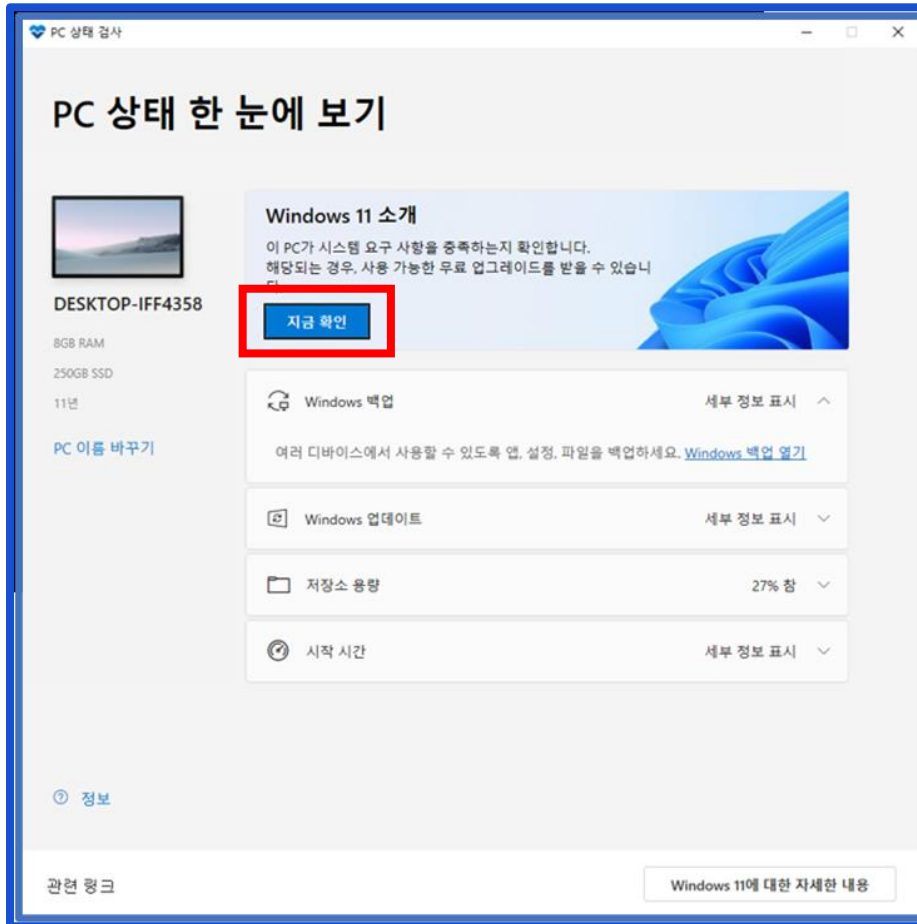 PC 상태 검사
PC 상태 한 눈에 보기
DESKTOP-IFF4358
8GB RAM
250GB SSD
11년
PC 이름 바꾸기
Windows 11 소개
이 PC가 시스템 요구 사항을 충족하는지 확인합니다.
해당되는 경우, 사용 가능한 무료 업그레이드를 받을 수 있습니
지금 확인
Windows 백업
세부 정보 표시
여러 디바이스에서 사용할 수 있도록 앱, 설정, 파일을 백업하세요. Windows 백업 열기
Windows 업데이트
세부 정보 표시
저장소 용량
27% 참
시작 시간
세부 정보 표시
정보
관련 링크
Windows 11에 대한 자세한 내용